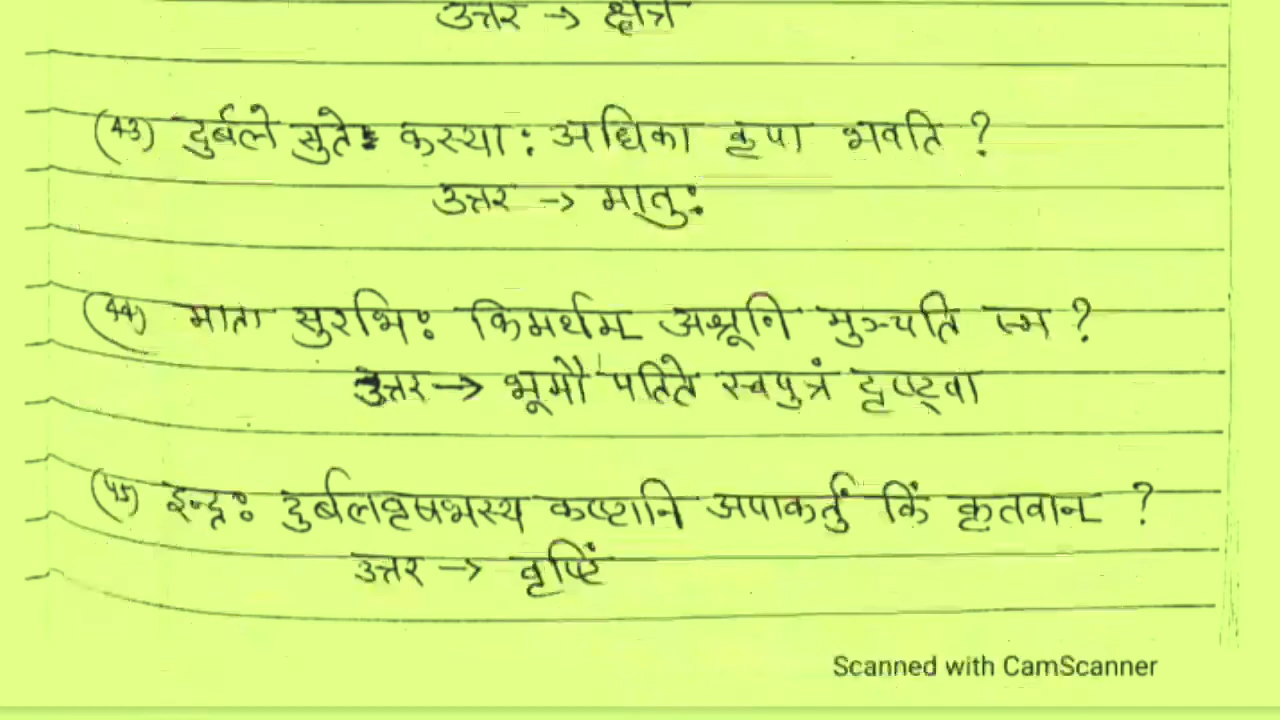 उत्तर → क्षेत्रे
(43) दुर्बले सुते कस्याः अधिका कृपा भवति ?
उत्तर → मातुः
(44) माता सुरभिः किमर्थम् अश्रूनि मुञ्चति स्म ?
उत्तर → भूमौ पतिते स्वपुत्रं दृष्ट्वा
(45) इन्द्रः दुर्बलवृषभस्य कष्टानि अपाकर्तुं किं कृतवान् ?
उत्तर → वृष्टिं
Scanned with CamScanner